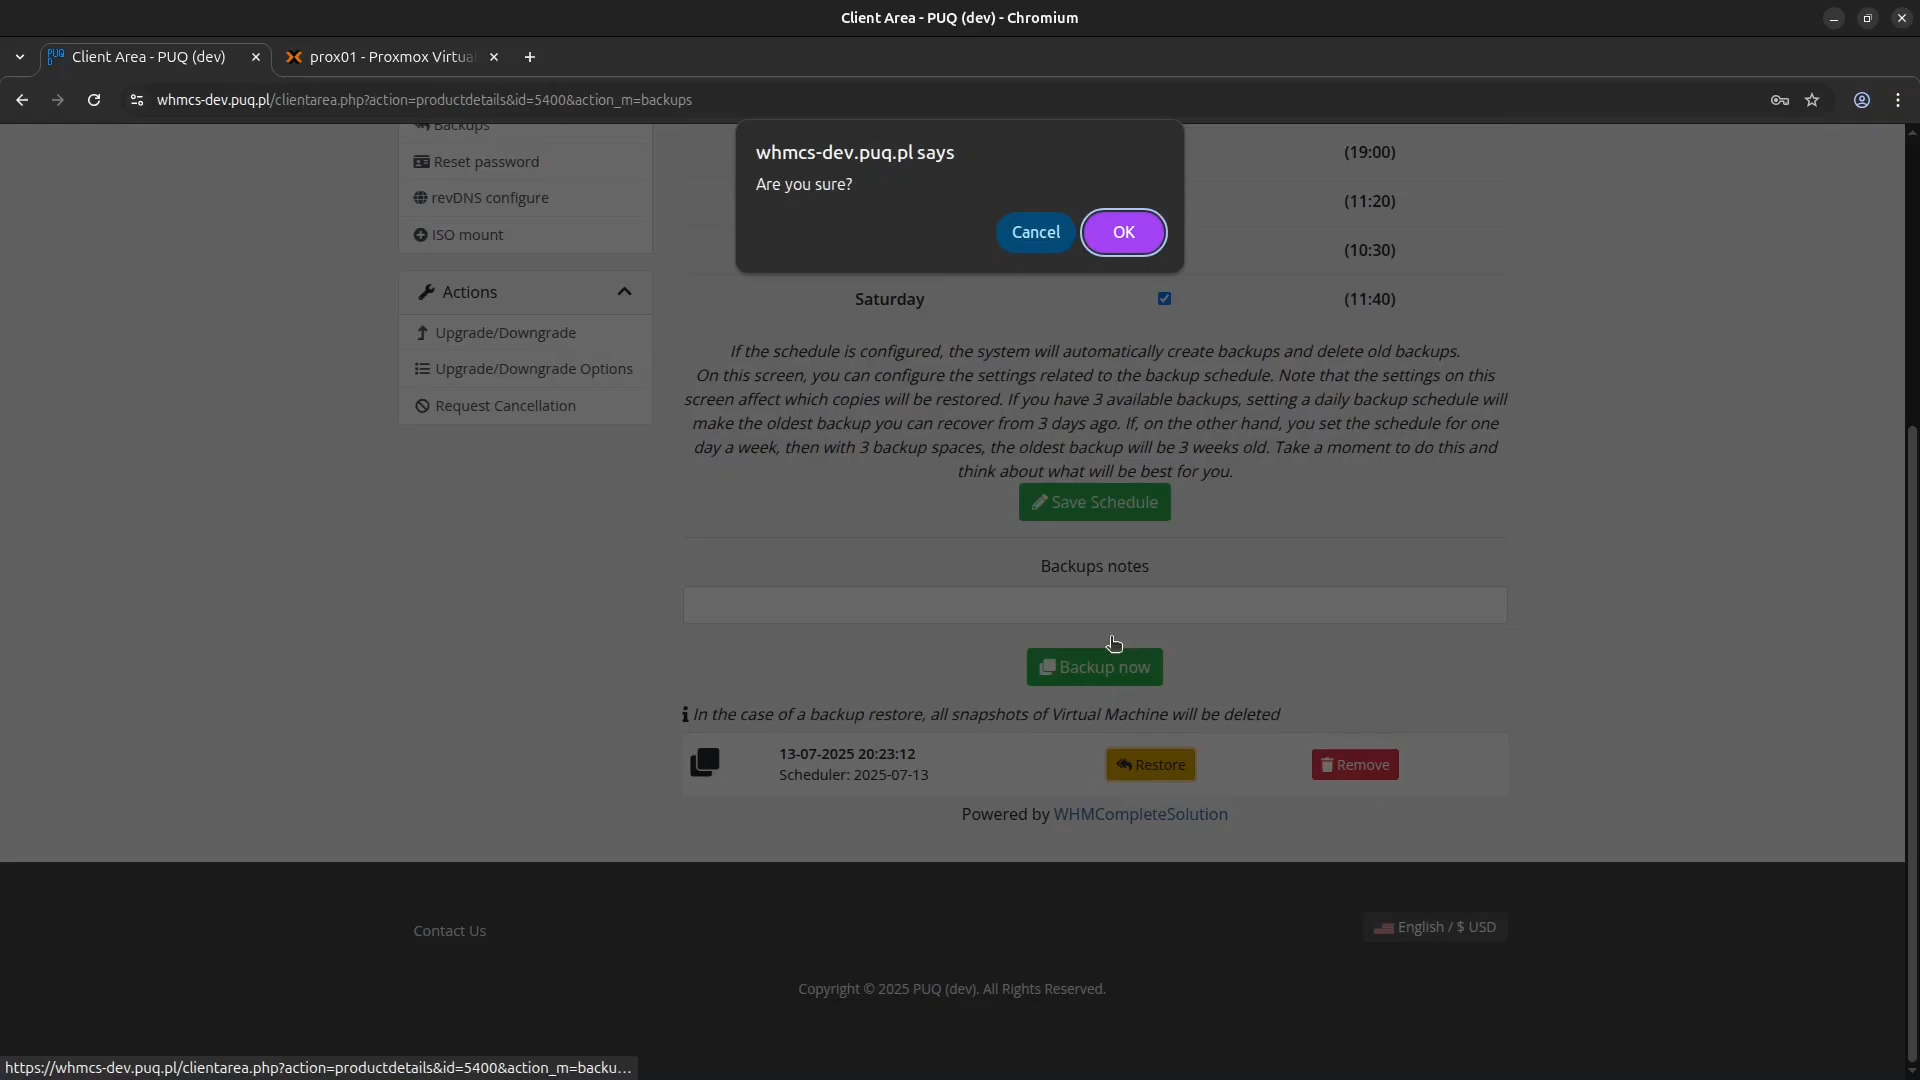 Client Area - PUQ (dev) - Chromium
Client Area - PUQ (dev)
prox01 - Proxmox Virtua
whmcs-dev.puq.pl/clientarea.php?action=productdetails&id=5400&action_m=backups
Backups
Reset password
revDNS configure
ISO mount
Actions
Upgrade/Downgrade
Upgrade/Downgrade Options
Request Cancellation
whmcs-dev.puq.pl says
Are you sure?
Cancel
OK
(19:00)
(11:20)
(10:30)
Saturday (11:40)
If the schedule is configured, the system will automatically create backups and delete old backups.
On this screen, you can configure the settings related to the backup schedule. Note that the settings on this
screen affect which copies will be restored. If you have 3 available backups, setting a daily backup schedule will
make the oldest backup you can recover from 3 days ago. If, on the other hand, you set the schedule for one
day a week, then with 3 backup spaces, the oldest backup will be 3 weeks old. Take a moment to do this and
think about what will be best for you.
Save Schedule
Backups notes
Backup now
In the case of a backup restore, all snapshots of Virtual Machine will be deleted
13-07-2025 20:23:12
Scheduler: 2025-07-13
Restore
Remove
Powered by WHMCompleteSolution
Contact Us
English / $ USD
Copyright © 2025 PUQ (dev). All Rights Reserved.
https://whmcs-dev.puq.pl/clientarea.php?action=productdetails&id=5400&action_m=backu...